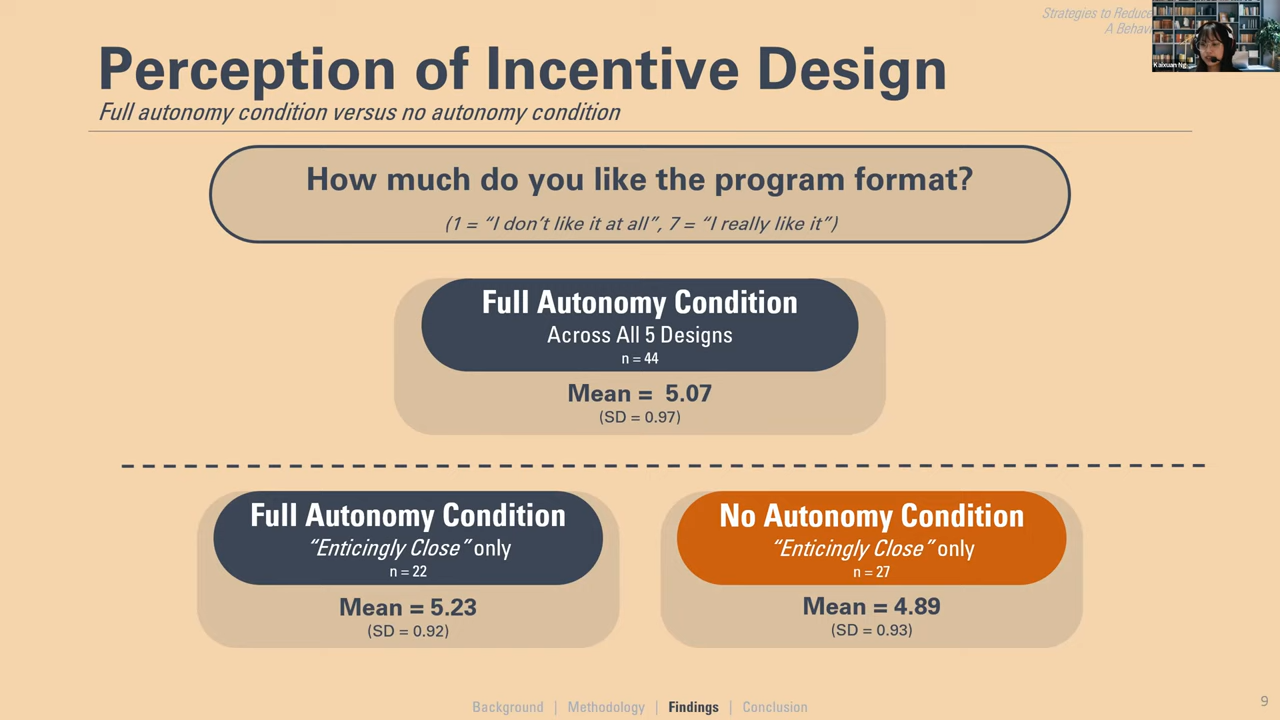 Strategies to Reduce
A Behavi
Perception of Incentive Design
Full autonomy condition versus no autonomy condition
How much do you like the program format?
(1 = “I don’t like it at all”, 7 = “I really like it”)
Full Autonomy Condition
Across All 5 Designs
n = 44
Mean = 5.07
(SD = 0.97)
Full Autonomy Condition
“Enticingly Close” only
n = 22
Mean = 5.23
(SD = 0.92)
No Autonomy Condition
“Enticingly Close” only
n = 27
Mean = 4.89
(SD = 0.93)
Background | Methodology | Findings | Conclusion
9
Kaixuan Ng